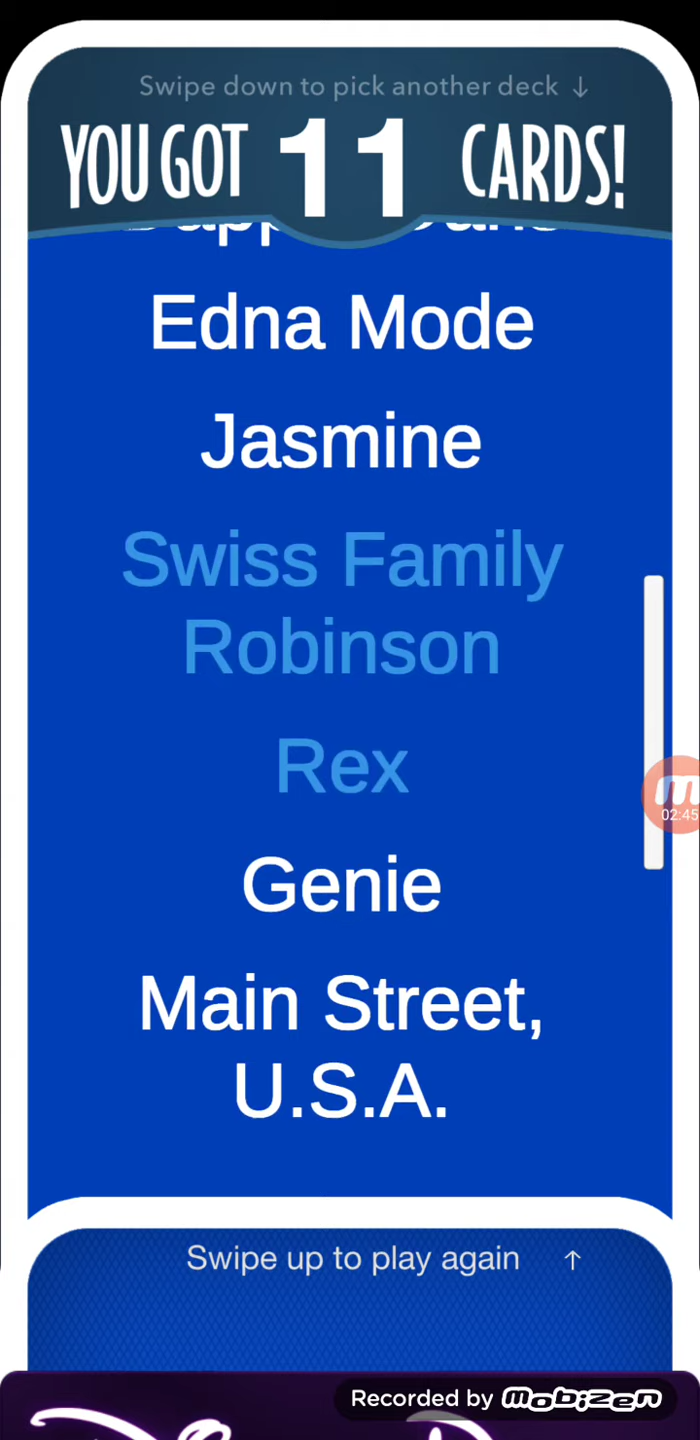 Swipe down to pick another deck ↓
YOU GOT 11 CARDS!
Edna Mode
Jasmine
Swiss Family
Robinson
Rex
Genie
Main Street,
U.S.A.
02:45
Swipe up to play again ↑
Recorded by mobizen